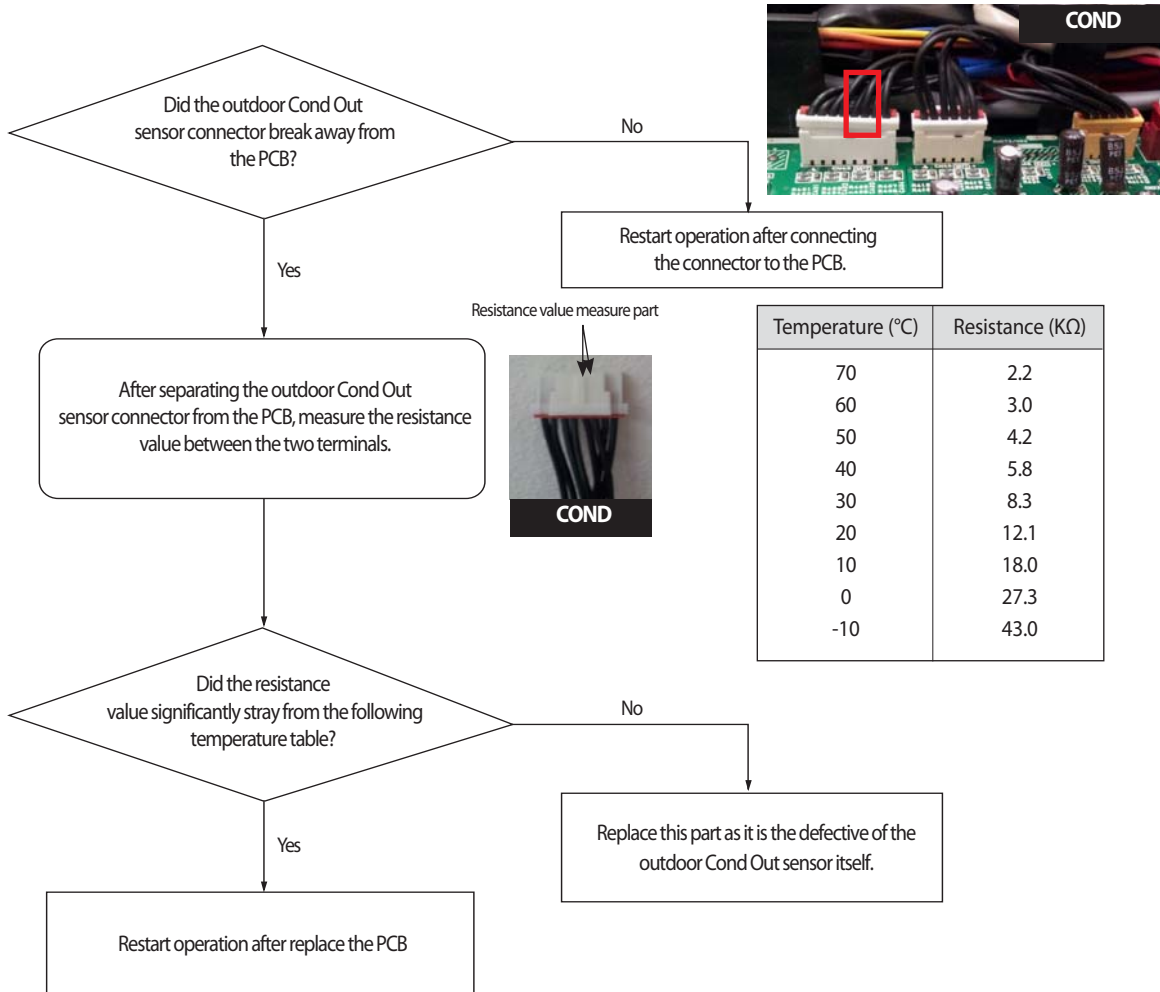 COND
Did the outdoor Cond Out
sensor connector break away from
the PCB?
No
Restart operation after connecting
the connector to the PCB.
Yes
Resistance value measure part
COND
After separating the outdoor Cond Out
sensor connector from the PCB, measure the resistance
value between the two terminals.
Temperature (°C) Resistance (KΩ)
70 2.2
60 3.0
50 4.2
40 5.8
30 8.3
20 12.1
10 18.0
0 27.3
-10 43.0
Did the resistance
value significantly stray from the following
temperature table?
No
Replace this part as it is the defective of the
outdoor Cond Out sensor itself.
Yes
Restart operation after replace the PCB